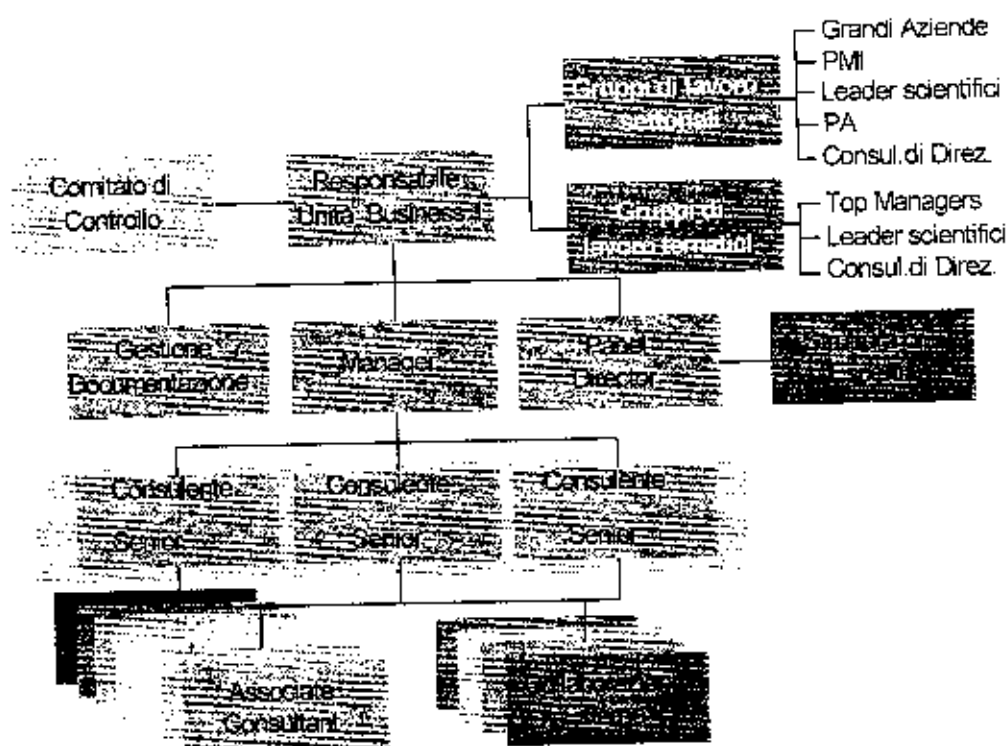 Grandi Aziende
PMI
Leader scientifici
PA
Consul.di Direz.
Gruppi di lavoro
settoriali
Comitato di
Controllo
Responsabile
Unità Business
Gruppi di
lavoro tematici
Top Managers
Leader scientifici
Consul.di Direz.
Gestione
Documentazione
Manager
Panel
Director
Consulente
Senior
Consulente
Senior
Consulente
Senior
Associate
Consultant